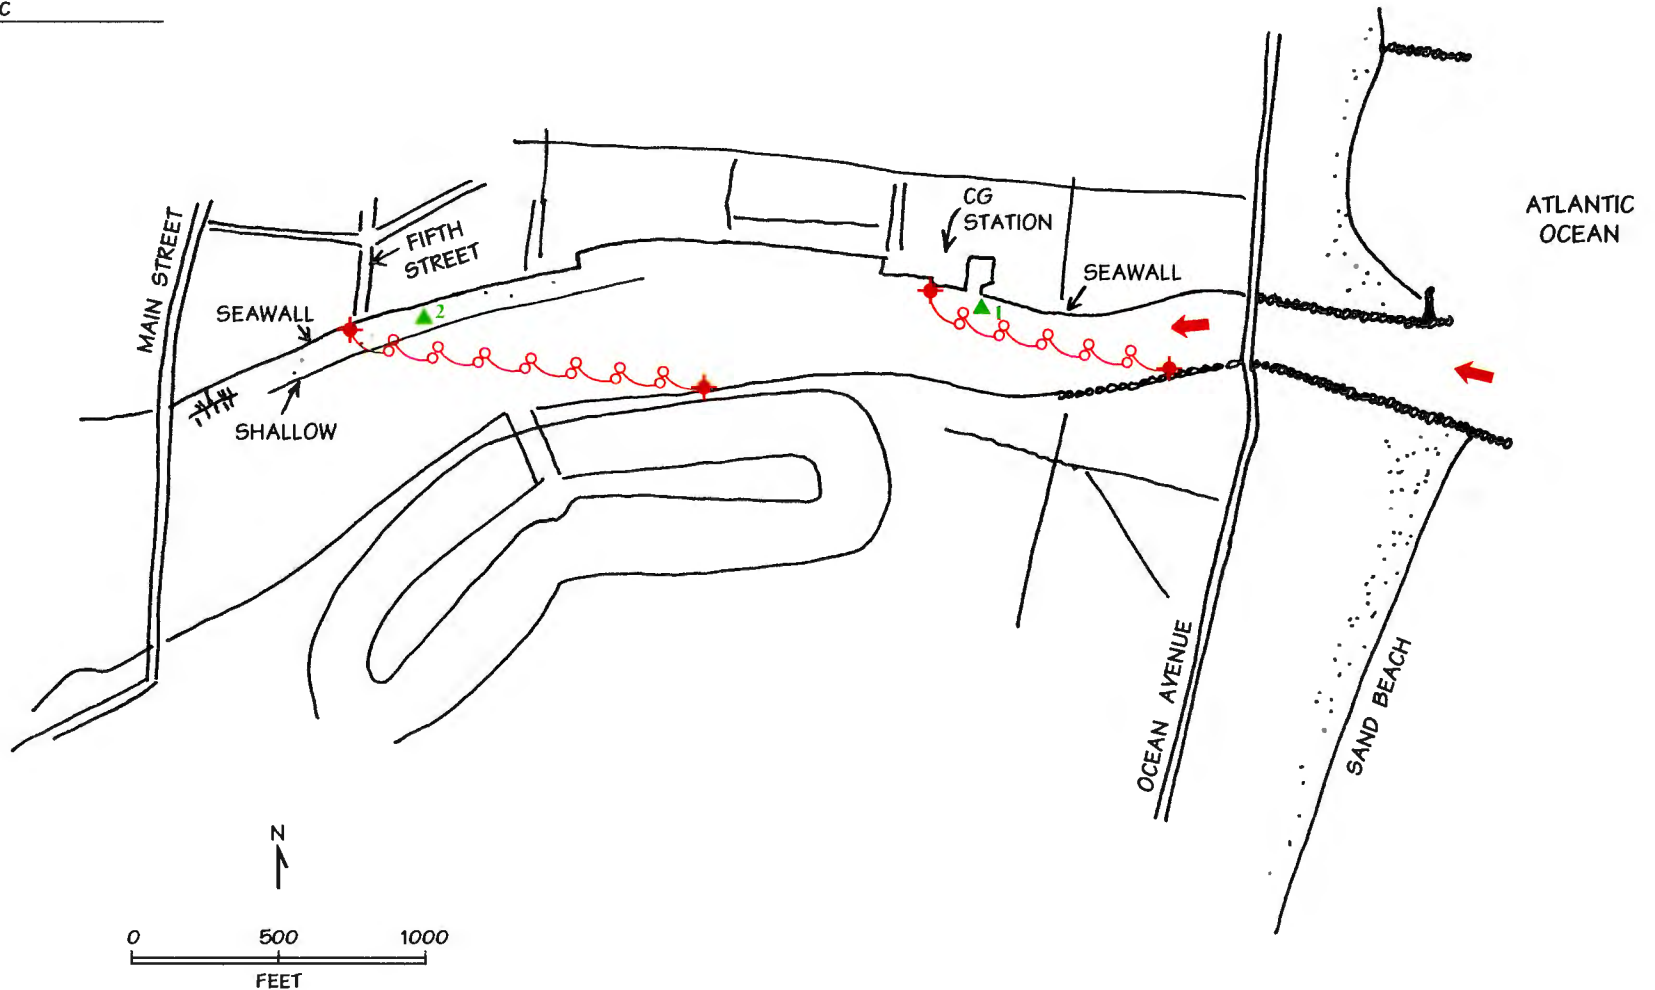 C
CG
STATION
ATLANTIC
OCEAN
MAIN STREET
FIFTH
STREET
SEAWALL
SEAWALL
2
1
SHALLOW
OCEAN AVENUE
SAND BEACH
N
0 500 1000
FEET